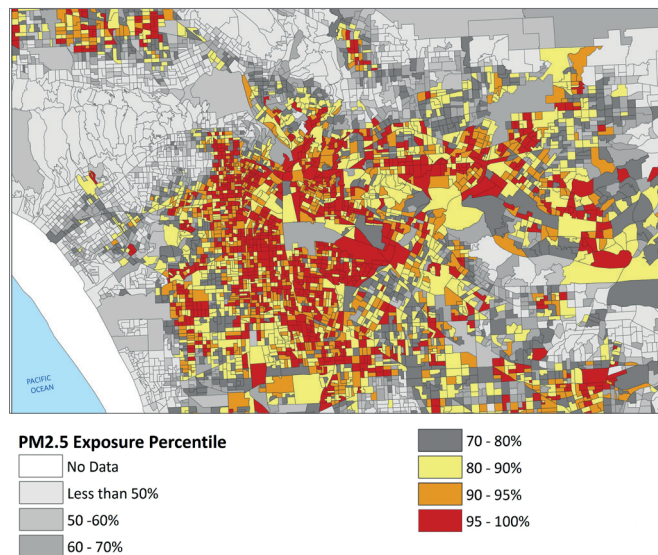 PACIFIC
OCEAN
PM2.5 Exposure Percentile
No Data
Less than 50%
50 -60%
60 - 70%
70 - 80%
80 - 90%
90 - 95%
95 - 100%